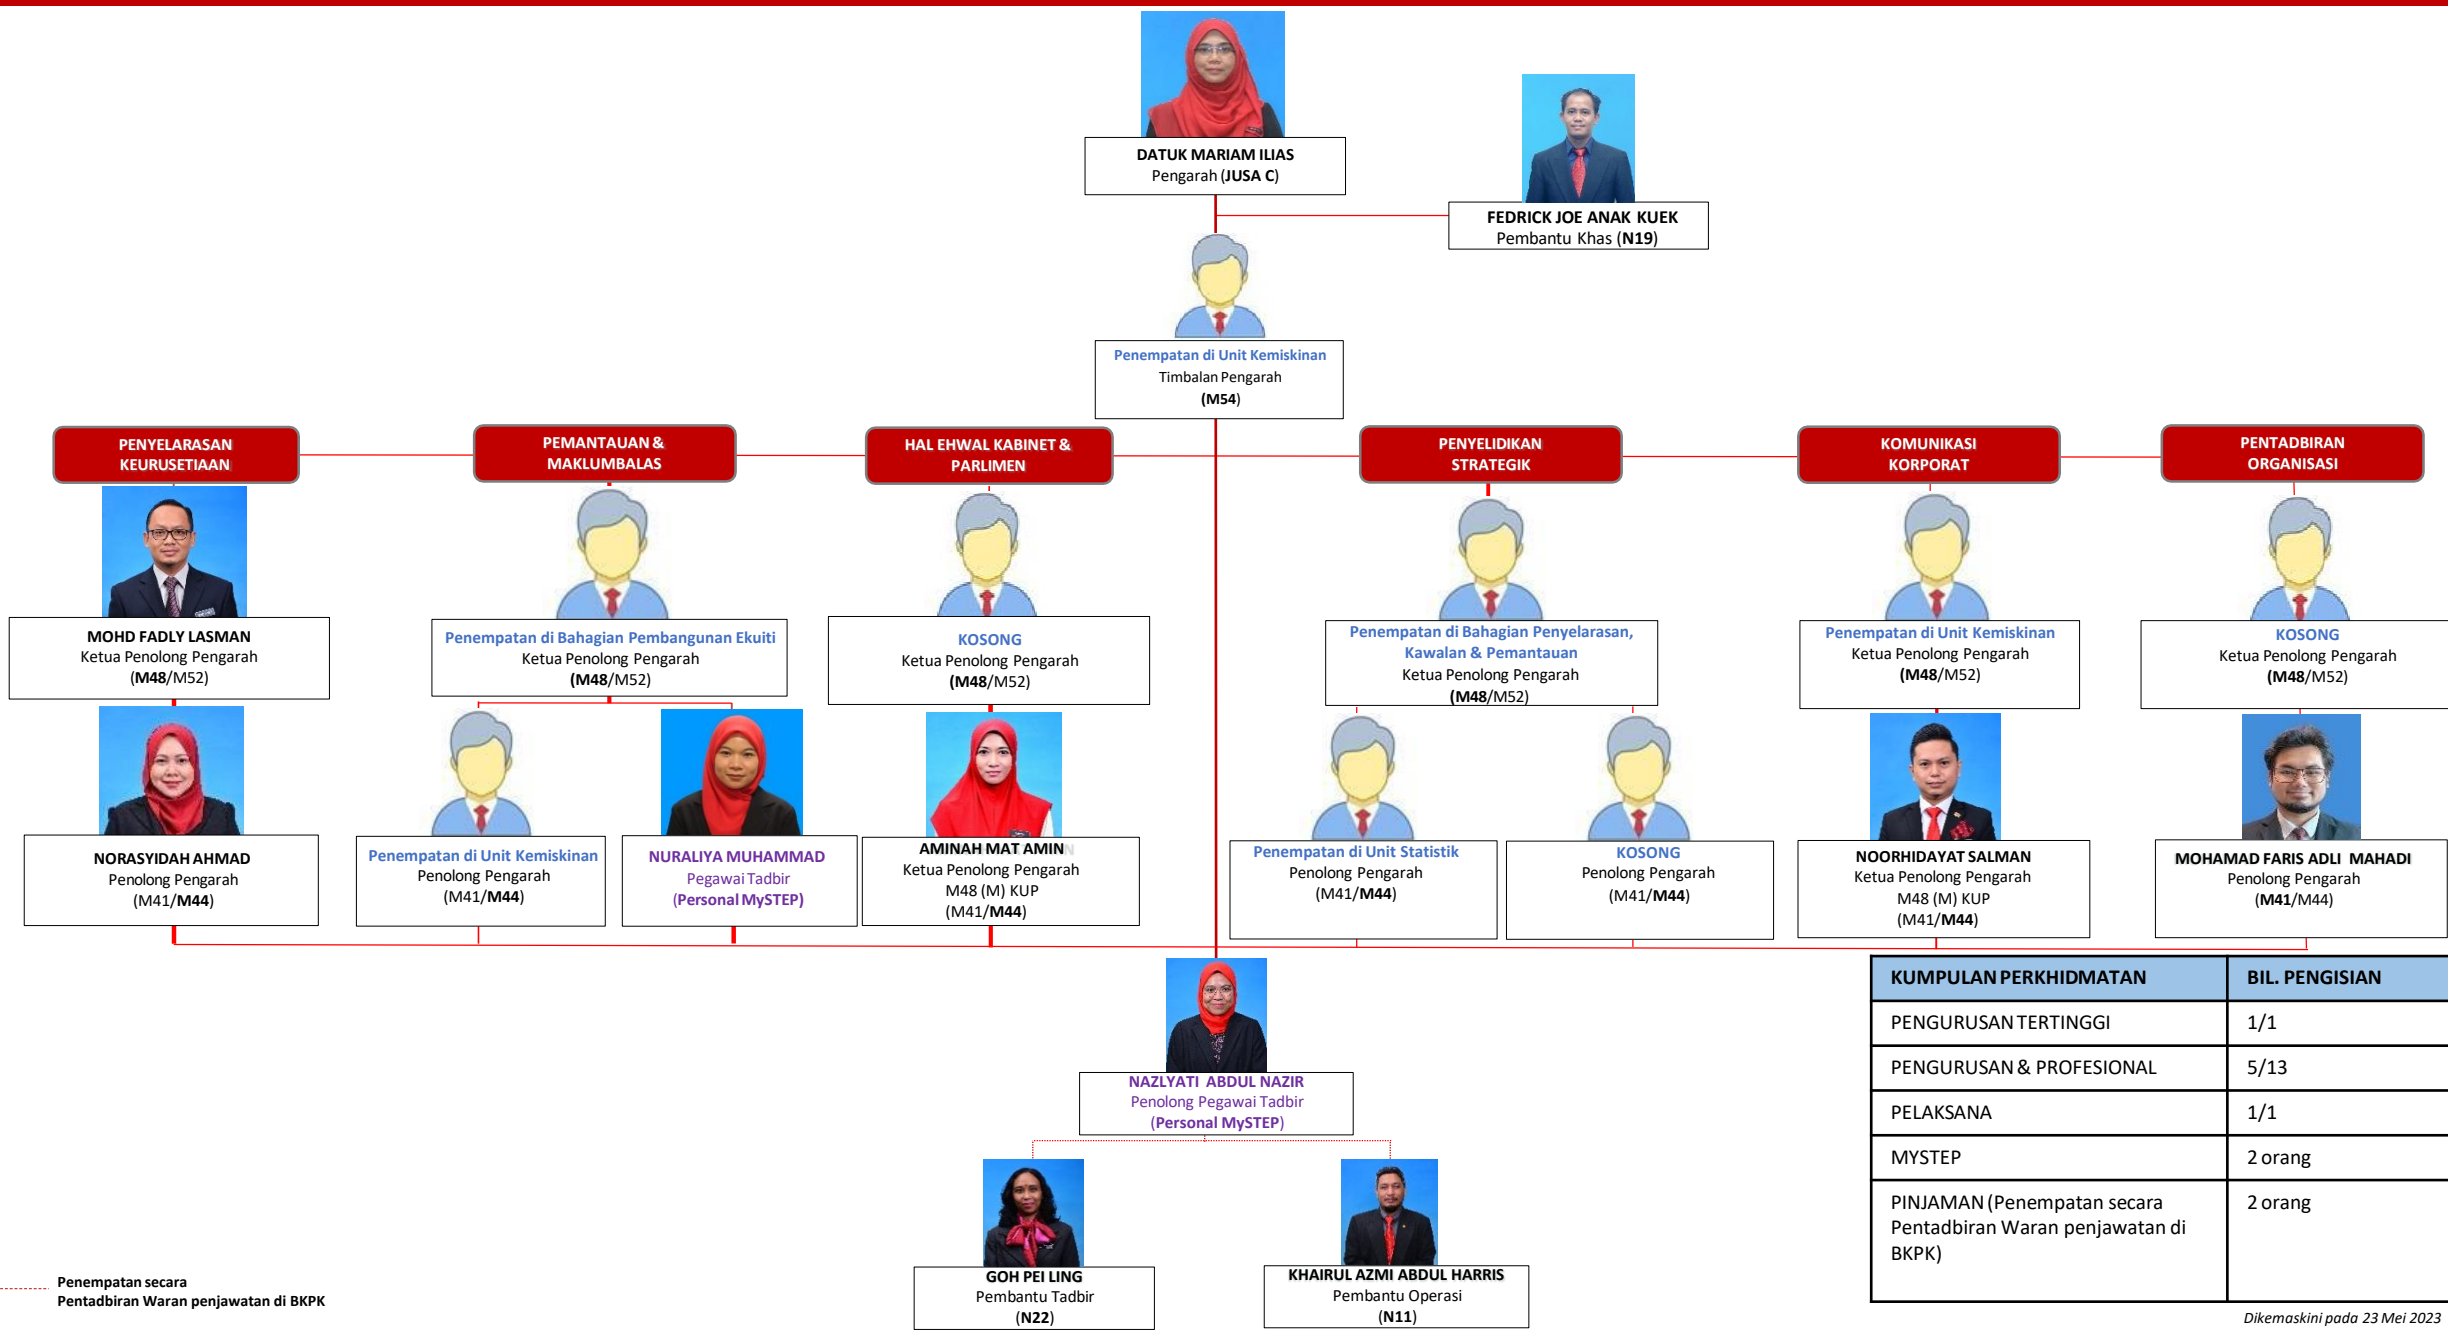 DATUK MARIAM ILIAS
Pengarah (JUSA C)
FEDRICK JOE ANAK KUEK
Pembantu Khas (N19)
Penempatan di Unit Kemiskinan
Timbalan Pengarah
(M54)
PENYELARASAN
KEURUSETIAAN
PEMANTAUAN &
MAKLUMBALAS
HAL EHWAL KABINET &
PARLIMEN
PENYELIDIKAN
STRATEGIK
KOMUNIKASI
KORPORAT
PENTADBIRAN
ORGANISASI
MOHD FADLY LASMAN
Ketua Penolong Pengarah
(M48/M52)
Penempatan di Bahagian Pembangunan Ekuiti
Ketua Penolong Pengarah
(M48/M52)
KOSONG
Ketua Penolong Pengarah
(M48/M52)
Penempatan di Bahagian Penyelarasan,
Kawalan & Pemantauan
Ketua Penolong Pengarah
(M48/M52)
Penempatan di Unit Kemiskinan
Ketua Penolong Pengarah
(M48/M52)
KOSONG
Ketua Penolong Pengarah
(M48/M52)
NORASYIDAH AHMAD
Penolong Pengarah
(M41/M44)
Penempatan di Unit Kemiskinan
Penolong Pengarah
(M41/M44)
NURALIYA MUHAMMAD
Pegawai Tadbir
(Personal MySTEP)
AMINAH MAT AMIN
Ketua Penolong Pengarah
M48 (M) KUP
(M41/M44)
Penempatan di Unit Statistik
Penolong Pengarah
(M41/M44)
KOSONG
Penolong Pengarah
(M41/M44)
NOORHIDAYAT SALMAN
Ketua Penolong Pengarah
M48 (M) KUP
(M41/M44)
MOHAMAD FARIS ADLI MAHADI
Penolong Pengarah
(M41/M44)
NAZLYATI ABDUL NAZIR
Penolong Pegawai Tadbir
(Personal MySTEP)
GOH PEI LING
Pembantu Tadbir
(N22)
KHAIRUL AZMI ABDUL HARRIS
Pembantu Operasi
(N11)
KUMPULAN PERKHIDMATAN BIL. PENGISIAN
PENGURUSAN TERTINGGI 1/1
PENGURUSAN & PROFESIONAL 5/13
PELAKSANA 1/1
MYSTEP 2 orang
PINJAMAN (Penempatan secara 2 orang
Pentadbiran Waran penjawatan di
BKPK)
Penempatan secara
Pentadbiran Waran penjawatan di BKPK
Dikemaskini pada 23 Mei 2023